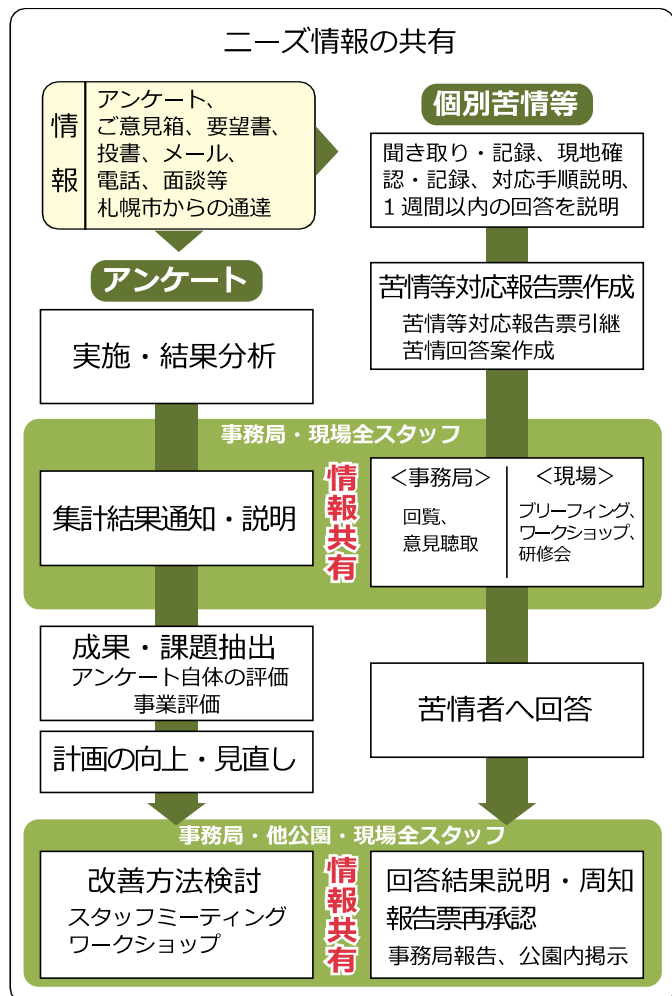 ニーズ情報の共有
情報
アンケート、
ご意見箱、要望書、
投書、メール、
電話、面談等
札幌市からの通達
個別苦情等
聞き取り・記録、現地確
認・記録、対応手順説明、
1週間以内の回答を説明
アンケート
実施・結果分析
苦情等対応報告票作成
苦情等対応報告票引継
苦情回答案作成
事務局・現場全スタッフ
集計結果通知・説明
情報共有
<事務局>
回覧、
意見聴取
<現場>
ブリーフィング、
ワークショップ、
研修会
成果・課題抽出
アンケート自体の評価
事業評価
計画の向上・見直し
苦情者へ回答
事務局・他公園・現場全スタッフ
改善方法検討
スタッフミーティング
ワークショップ
情報共有
回答結果説明・周知
報告票再承認
事務局報告、公園内掲示